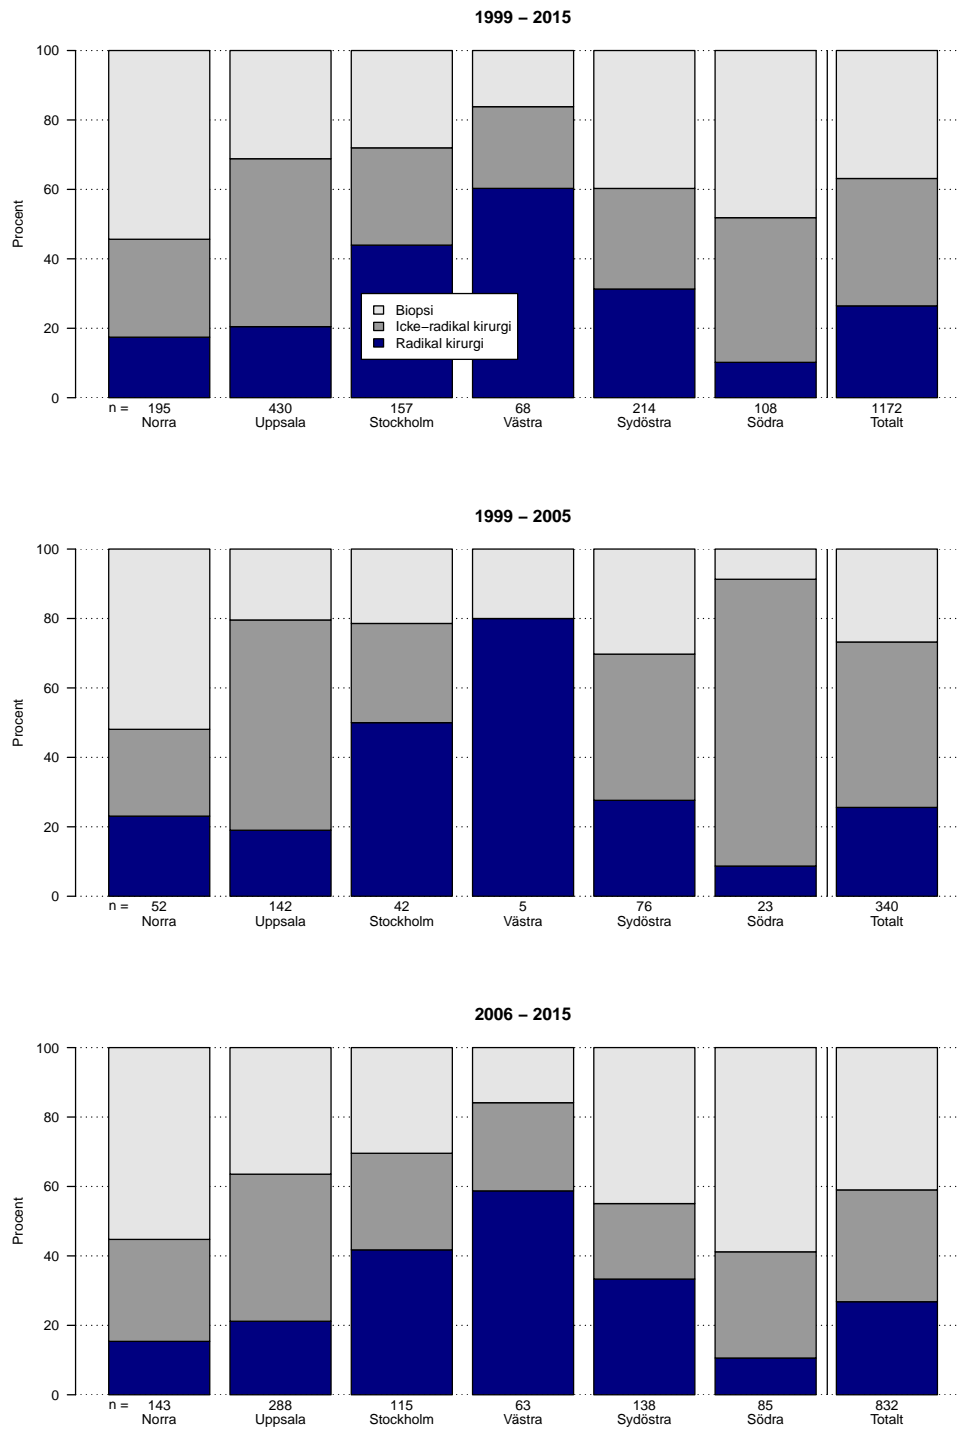 1999 – 2015
100
80
60
40
20
0
Procent
Biopsi
Icke−radikal kirurgi
Radikal kirurgi
n = 195 430 157 68 214 108 1172
Norra Uppsala Stockholm Västra Sydöstra Södra Totalt
1999 – 2005
100
80
60
40
20
0
Procent
n = 52 142 42 5 76 23 340
Norra Uppsala Stockholm Västra Sydöstra Södra Totalt
2006 – 2015
100
80
60
40
20
0
Procent
n = 143 288 115 63 138 85 832
Norra Uppsala Stockholm Västra Sydöstra Södra Totalt